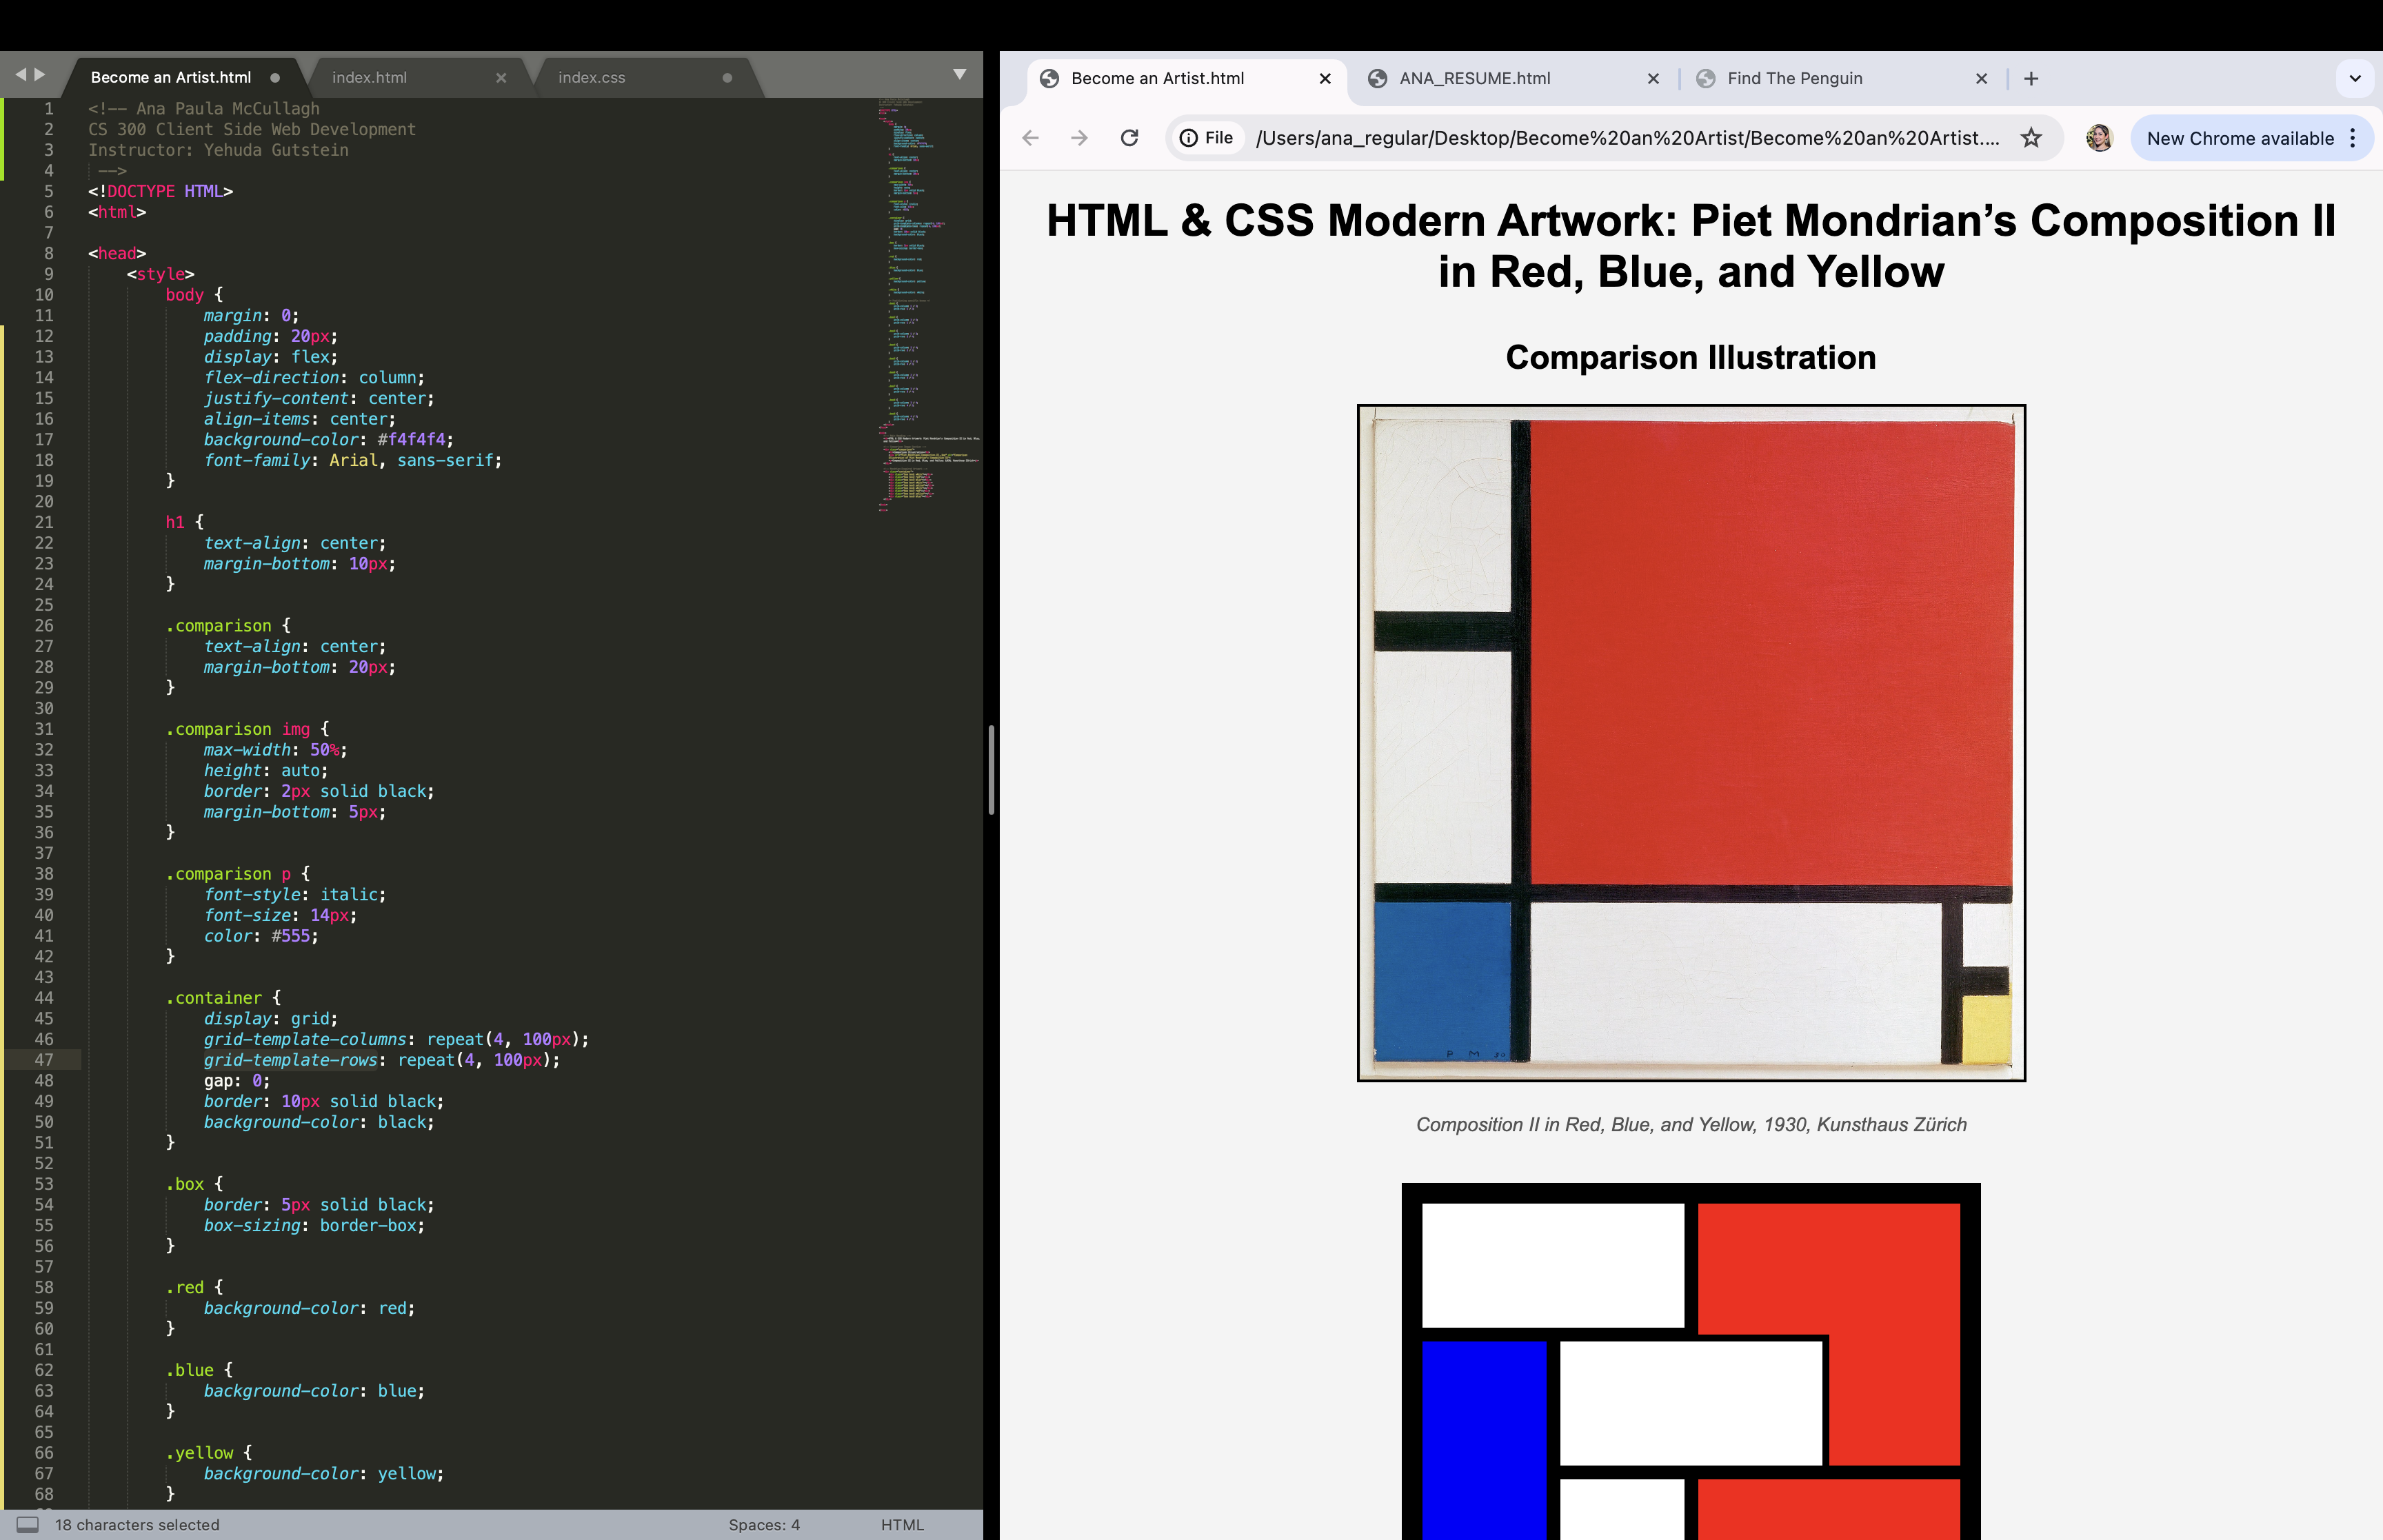 Become an Artist.html
index.html
index.css
1 <!-- Ana Paula McCullagh
2 CS 300 Client Side Web Development
3 Instructor: Yehuda Gutstein
4 -->
5 <!DOCTYPE HTML>
6 <html>
7
8 <head>
9 <style>
10 body {
11 margin: 0;
12 padding: 20px;
13 display: flex;
14 flex-direction: column;
15 justify-content: center;
16 align-items: center;
17 background-color: #f4f4f4;
18 font-family: Arial, sans-serif;
19 }
20
21 h1 {
22 text-align: center;
23 margin-bottom: 10px;
24 }
25
26 .comparison {
27 text-align: center;
28 margin-bottom: 20px;
29 }
30
31 .comparison img {
32 max-width: 50%;
33 height: auto;
34 border: 2px solid black;
35 margin-bottom: 5px;
36 }
37
38 .comparison p {
39 font-style: italic;
40 font-size: 14px;
41 color: #555;
42 }
43
44 .container {
45 display: grid;
46 grid-template-columns: repeat(4, 100px);
47 grid-template-rows: repeat(4, 100px);
48 gap: 0;
49 border: 10px solid black;
50 background-color: black;
51 }
52
53 .box {
54 border: 5px solid black;
55 box-sizing: border-box;
56 }
57
58 .red {
59 background-color: red;
60 }
61
62 .blue {
63 background-color: blue;
64 }
65
66 .yellow {
67 background-color: yellow;
68 }
18 characters selected
Spaces: 4
HTML
Become an Artist.html
ANA_RESUME.html
Find The Penguin
File
/Users/ana_regular/Desktop/Become%20an%20Artist/Become%20an%20Artist....
New Chrome available
HTML & CSS Modern Artwork: Piet Mondrian’s Composition II
in Red, Blue, and Yellow
Comparison Illustration
P M 30
Composition II in Red, Blue, and Yellow, 1930, Kunsthaus Zürich